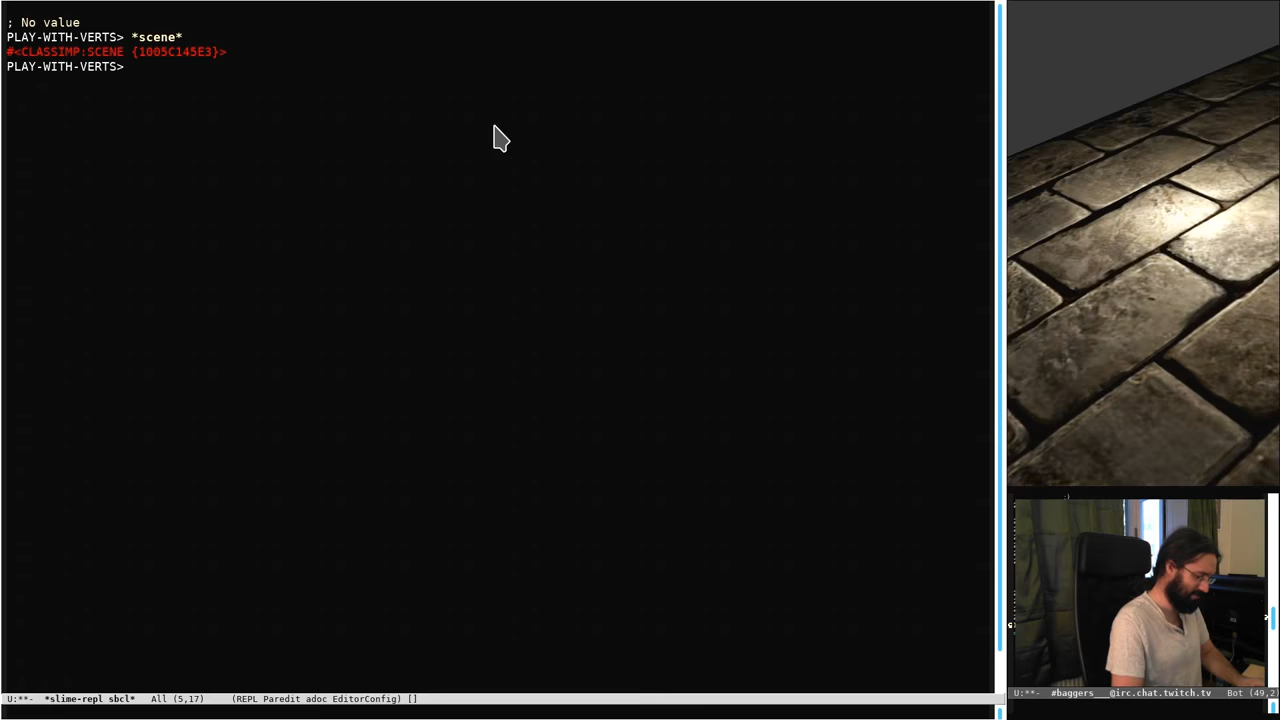 ; No value
PLAY-WITH-VERTS> *scene*
#<CLASSIMP:SCENE {1005C145E3}>
PLAY-WITH-VERTS>
:)
U:**-  *slime-repl sbcl*   All (5,17)     (REPL Paredit adoc EditorConfig) []
U:**-  #baggers___@irc.chat.twitch.tv   Bot (49,2)